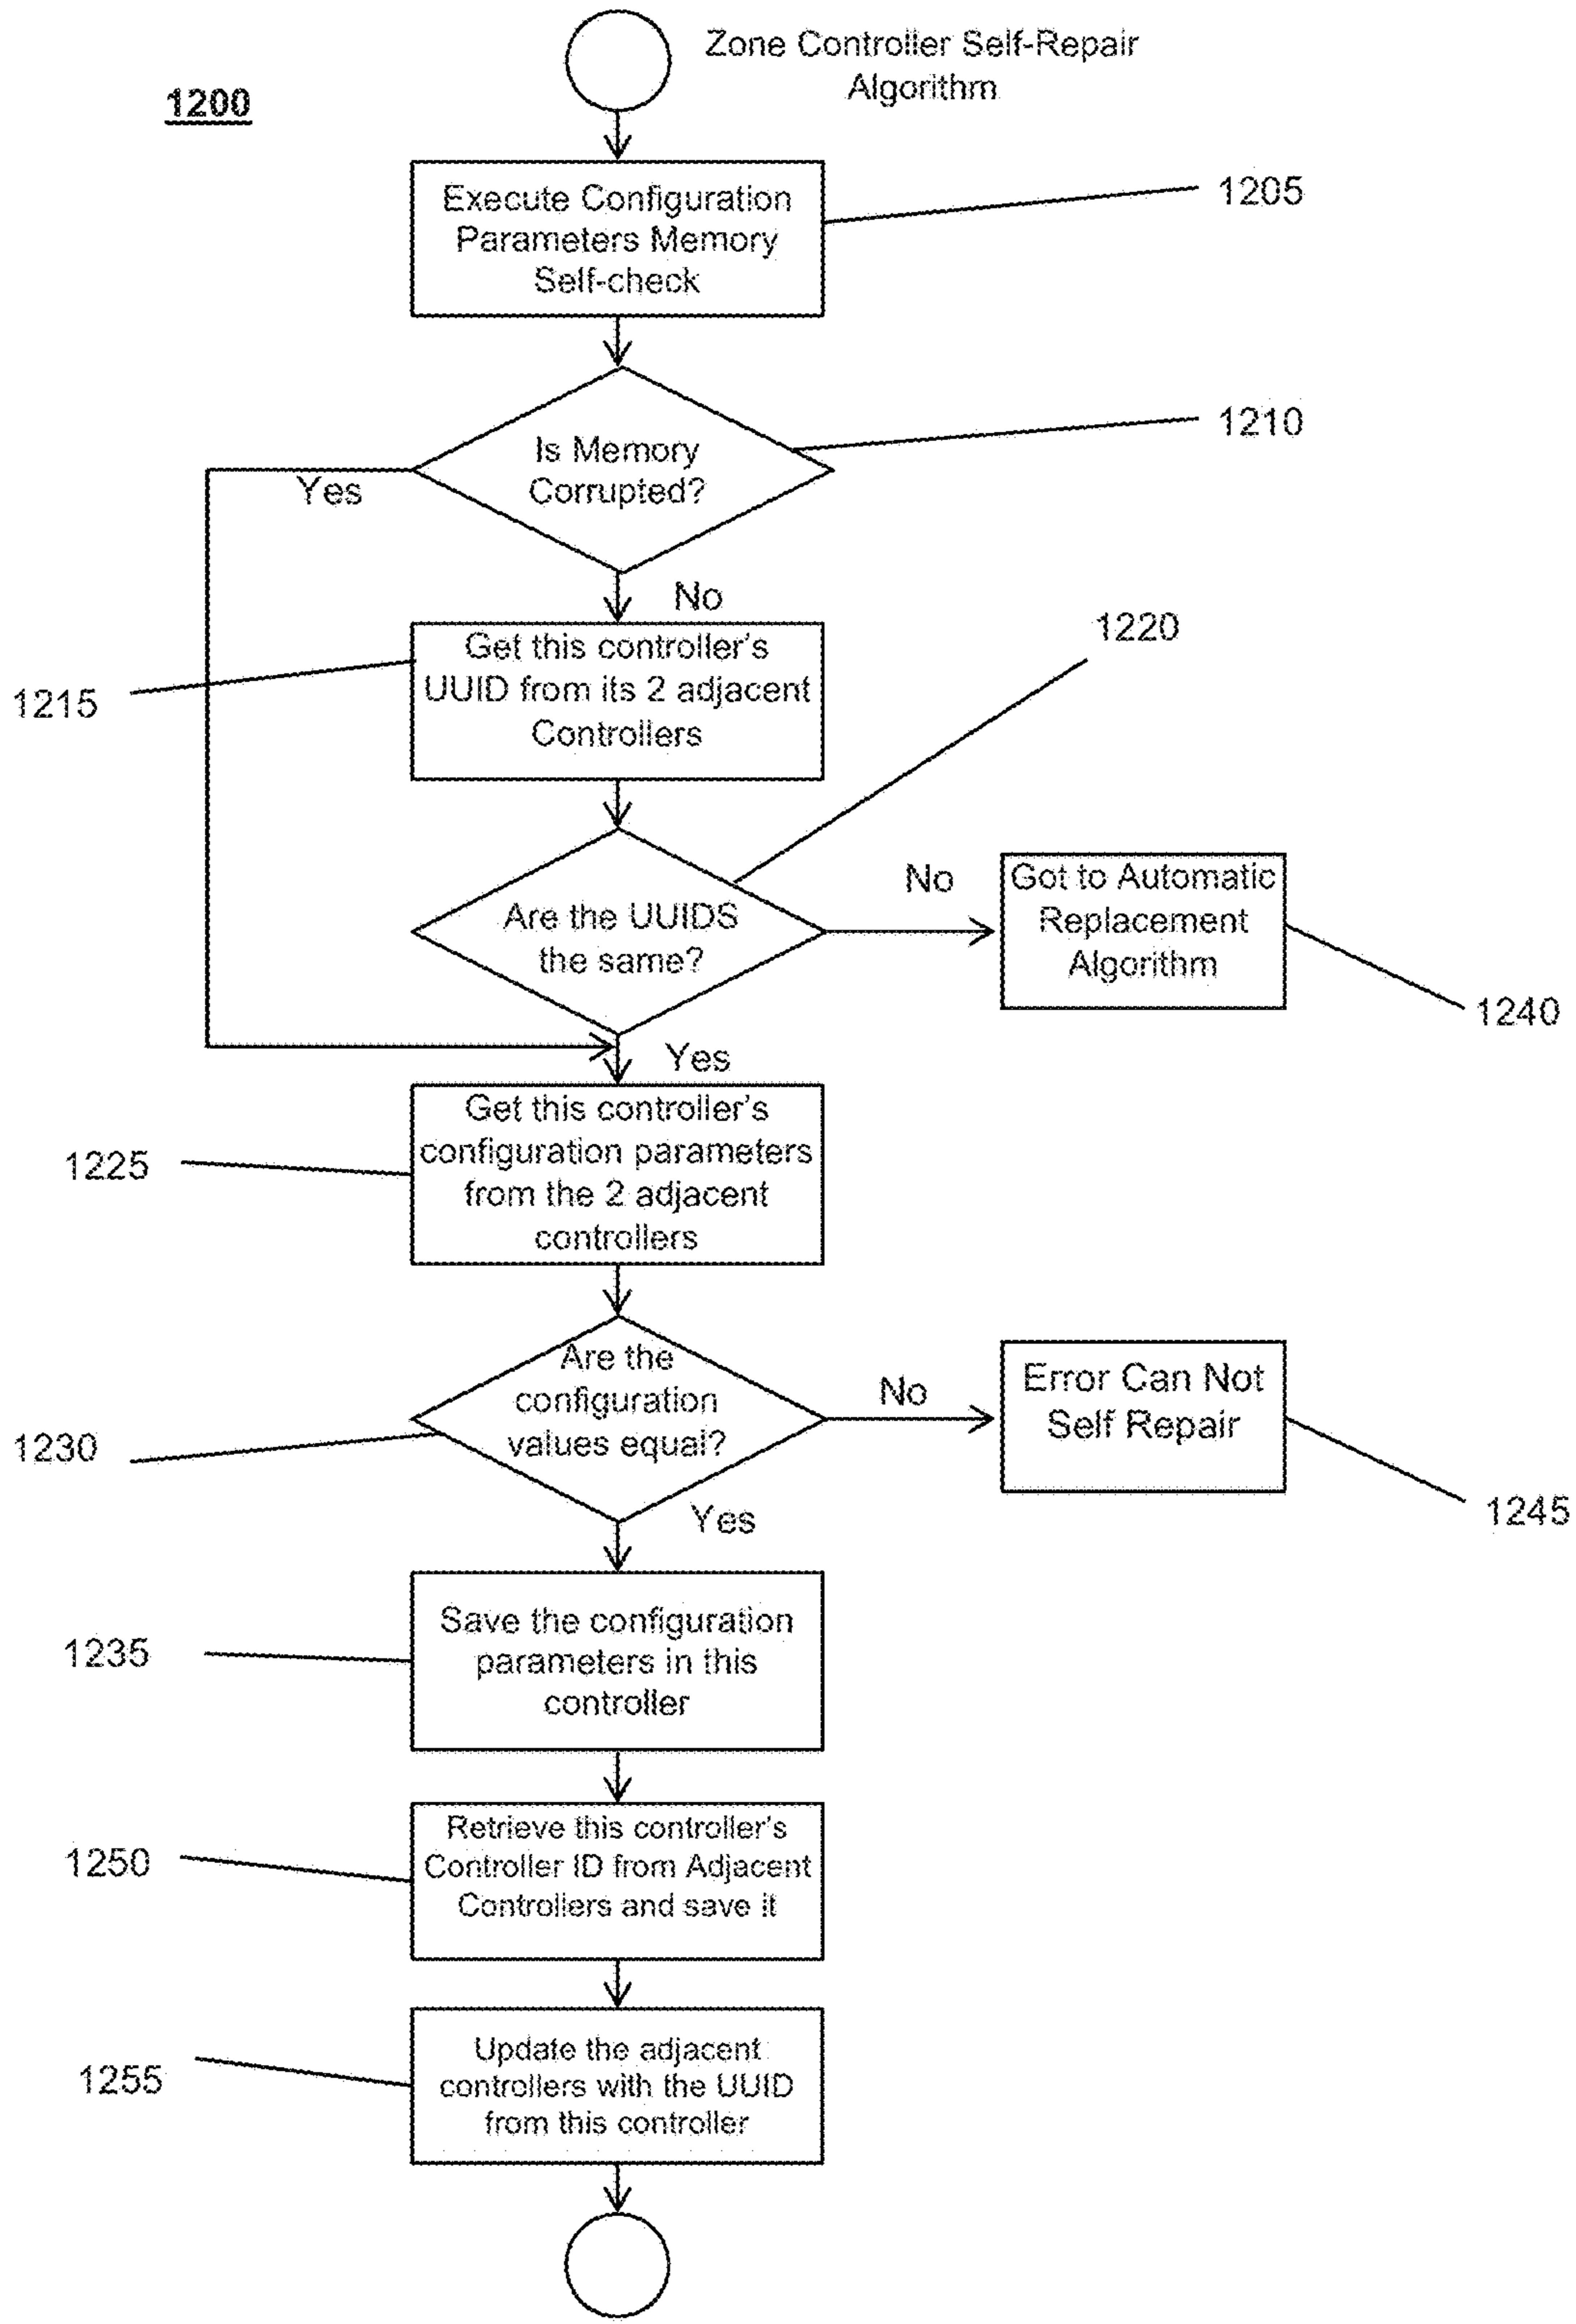 Zone Controller Self-Repair
Algorithm
1200
Execute Configuration
Parameters Memory
Self-check
1205
Is Memory
Corrupted?
1210
Yes
No
Get this controller's
UUID from its 2 adjacent
Controllers
1215
1220
Are the UUIDS
the same?
No
Got to Automatic
Replacement
Algorithm
1240
Yes
Get this controller's
configuration parameters
from the 2 adjacent
controllers
1225
Are the
configuration
values equal?
1230
No
Error Can Not
Self Repair
1245
Yes
Save the configuration
parameters in this
controller
1235
Retrieve this controller's
Controller ID from Adjacent
Controllers and save it
1250
Update the adjacent
controllers with the UUID
from this controller
1255